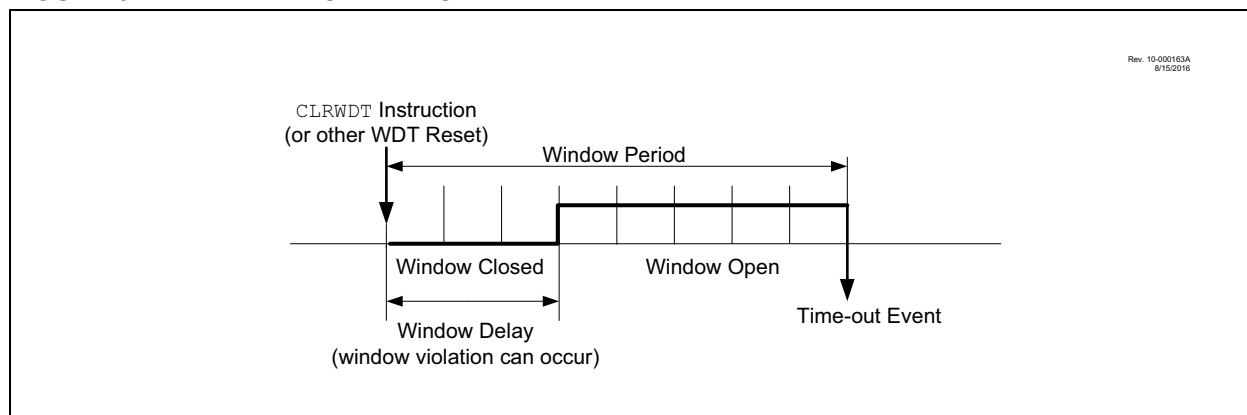 Rev. 10-000163A
8/15/2016
CLRWDT Instruction
(or other WDT Reset)
Window Period
Window Closed
Window Open
Window Delay
(window violation can occur)
Time-out Event